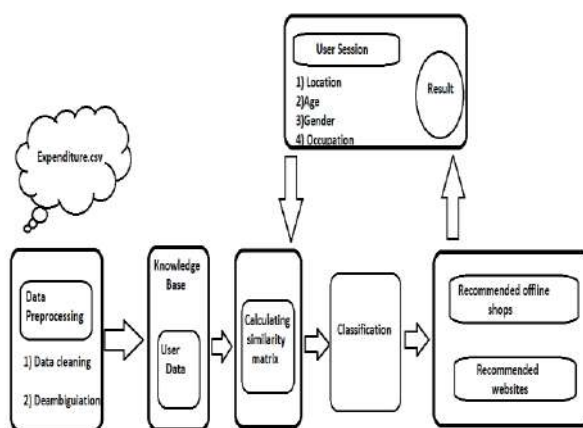 User Session
1) Location
2)Age
3)Gender
4) Occupation
Result
Expenditure.csv
Data
Preprocessing
1) Data cleaning
2) Deambigulation
Knowledge
Base
User
Data
Calculating
similarity
matrix
Classification
Recommended offline
shops
Recommended
websites